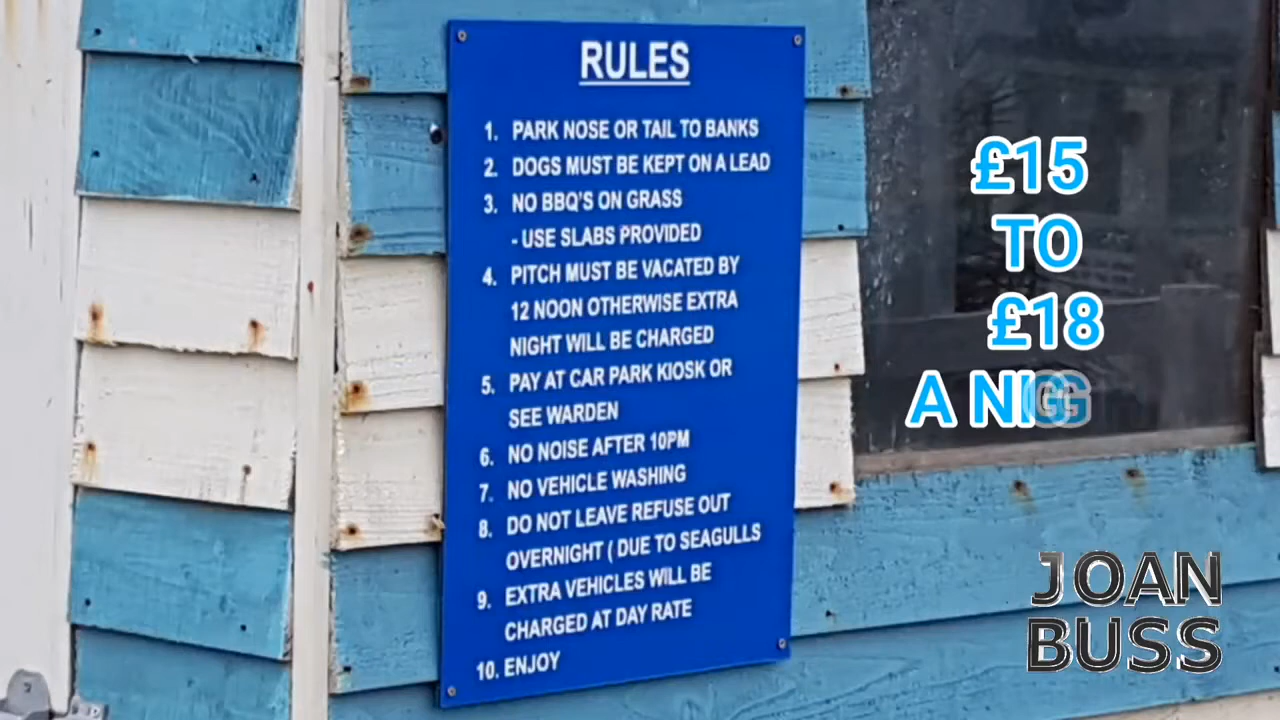 RULES
1. PARK NOSE OR TAIL TO BANKS
2. DOGS MUST BE KEPT ON A LEAD
3. NO BBQ'S ON GRASS
- USE SLABS PROVIDED
4. PITCH MUST BE VACATED BY
12 NOON OTHERWISE EXTRA
NIGHT WILL BE CHARGED
5. PAY AT CAR PARK KIOSK OR
SEE WARDEN
6. NO NOISE AFTER 10PM
7. NO VEHICLE WASHING
8. DO NOT LEAVE REFUSE OUT
OVERNIGHT ( DUE TO SEAGULLS
9. EXTRA VEHICLES WILL BE
CHARGED AT DAY RATE
10. ENJOY
£15
TO
£18
A
JOAN
BUSS